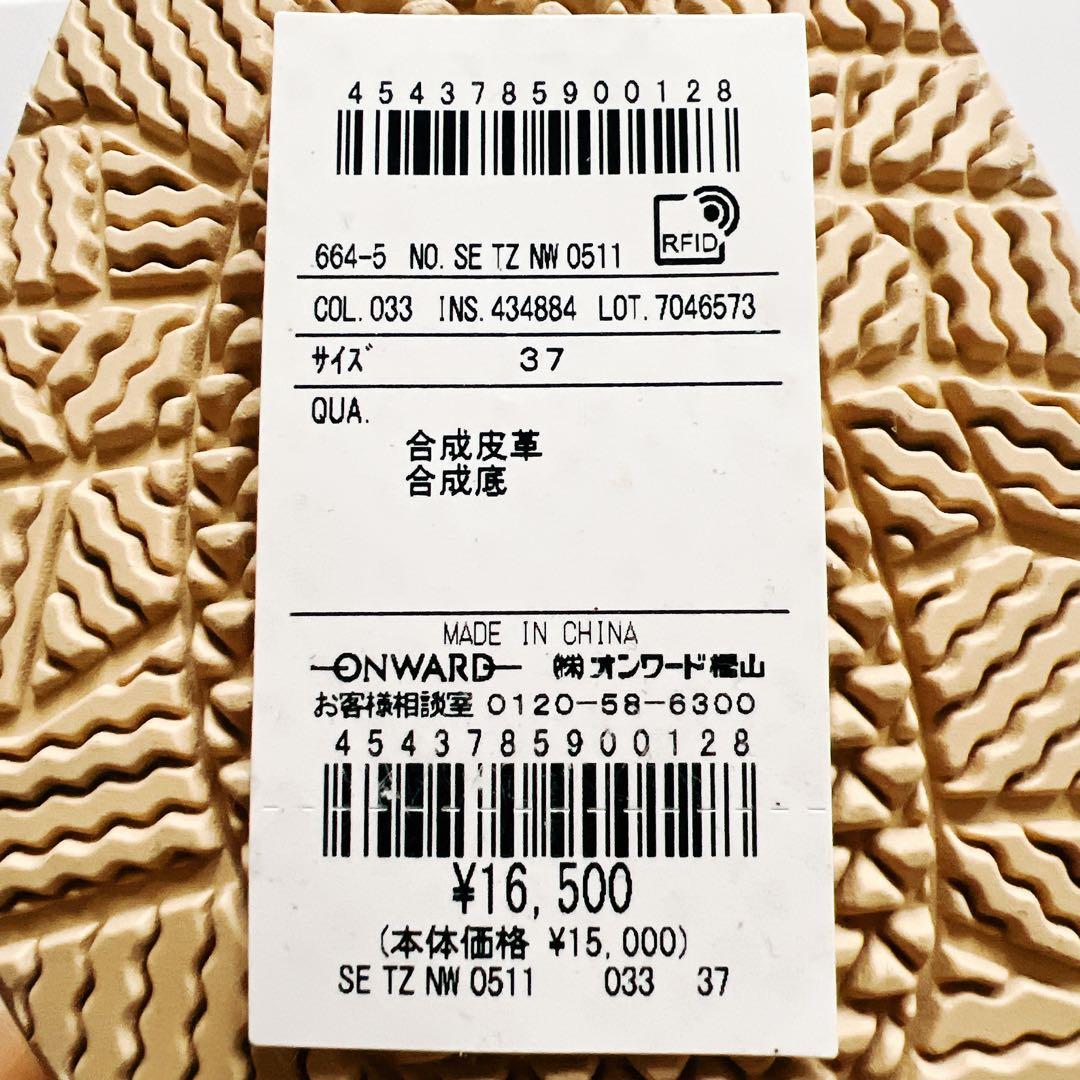 4543785900128
RFID
664-5 NO. SE TZ NW 0511
COL. 033 INS. 434884 LOT. 7046573
ｻｲｽﾞ 37
QUA.
合成皮革
合成底
MADE IN CHINA
ONWARD ㈱オンワード樫山
お客様相談室 0120-58-6300
4543785900128
¥16,500
(本体価格 ¥15,000)
SE TZ NW 0511 033 37